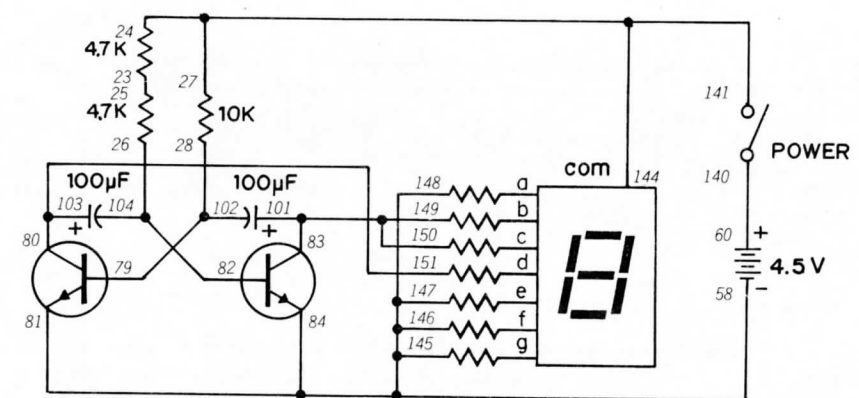 24
4.7K
23
25
4.7K
26
27
10K
28
141
POWER
140
com
144
100µF
100µF
103
104
102
101
+
+
80
79
82
83
81
84
148
a
149
b
150
c
151
d
147
e
146
f
145
g
8
60
+
4.5V
58
−